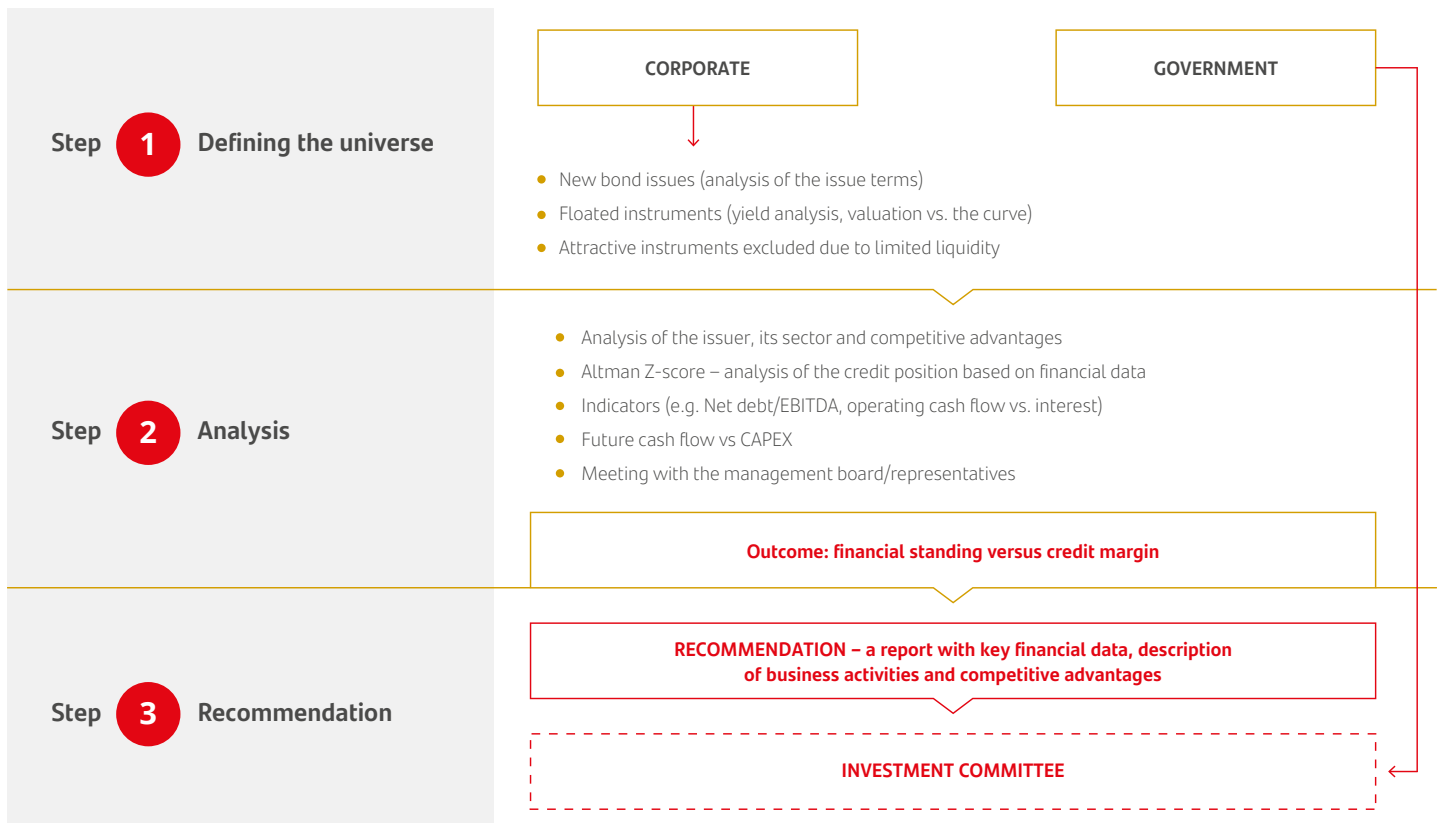 CORPORATE
GOVERNMENT
Step 1 Defining the universe
New bond issues (analysis of the issue terms)
Floated instruments (yield analysis, valuation vs. the curve)
Attractive instruments excluded due to limited liquidity
Analysis of the issuer, its sector and competitive advantages
Altman Z-score – analysis of the credit position based on financial data
Indicators (e.g. Net debt/EBITDA, operating cash flow vs. interest)
Step 2 Analysis
Future cash flow vs CAPEX
Meeting with the management board/representatives
Outcome: financial standing versus credit margin
RECOMMENDATION – a report with key financial data, description
of business activities and competitive advantages
Step 3 Recommendation
INVESTMENT COMMITTEE